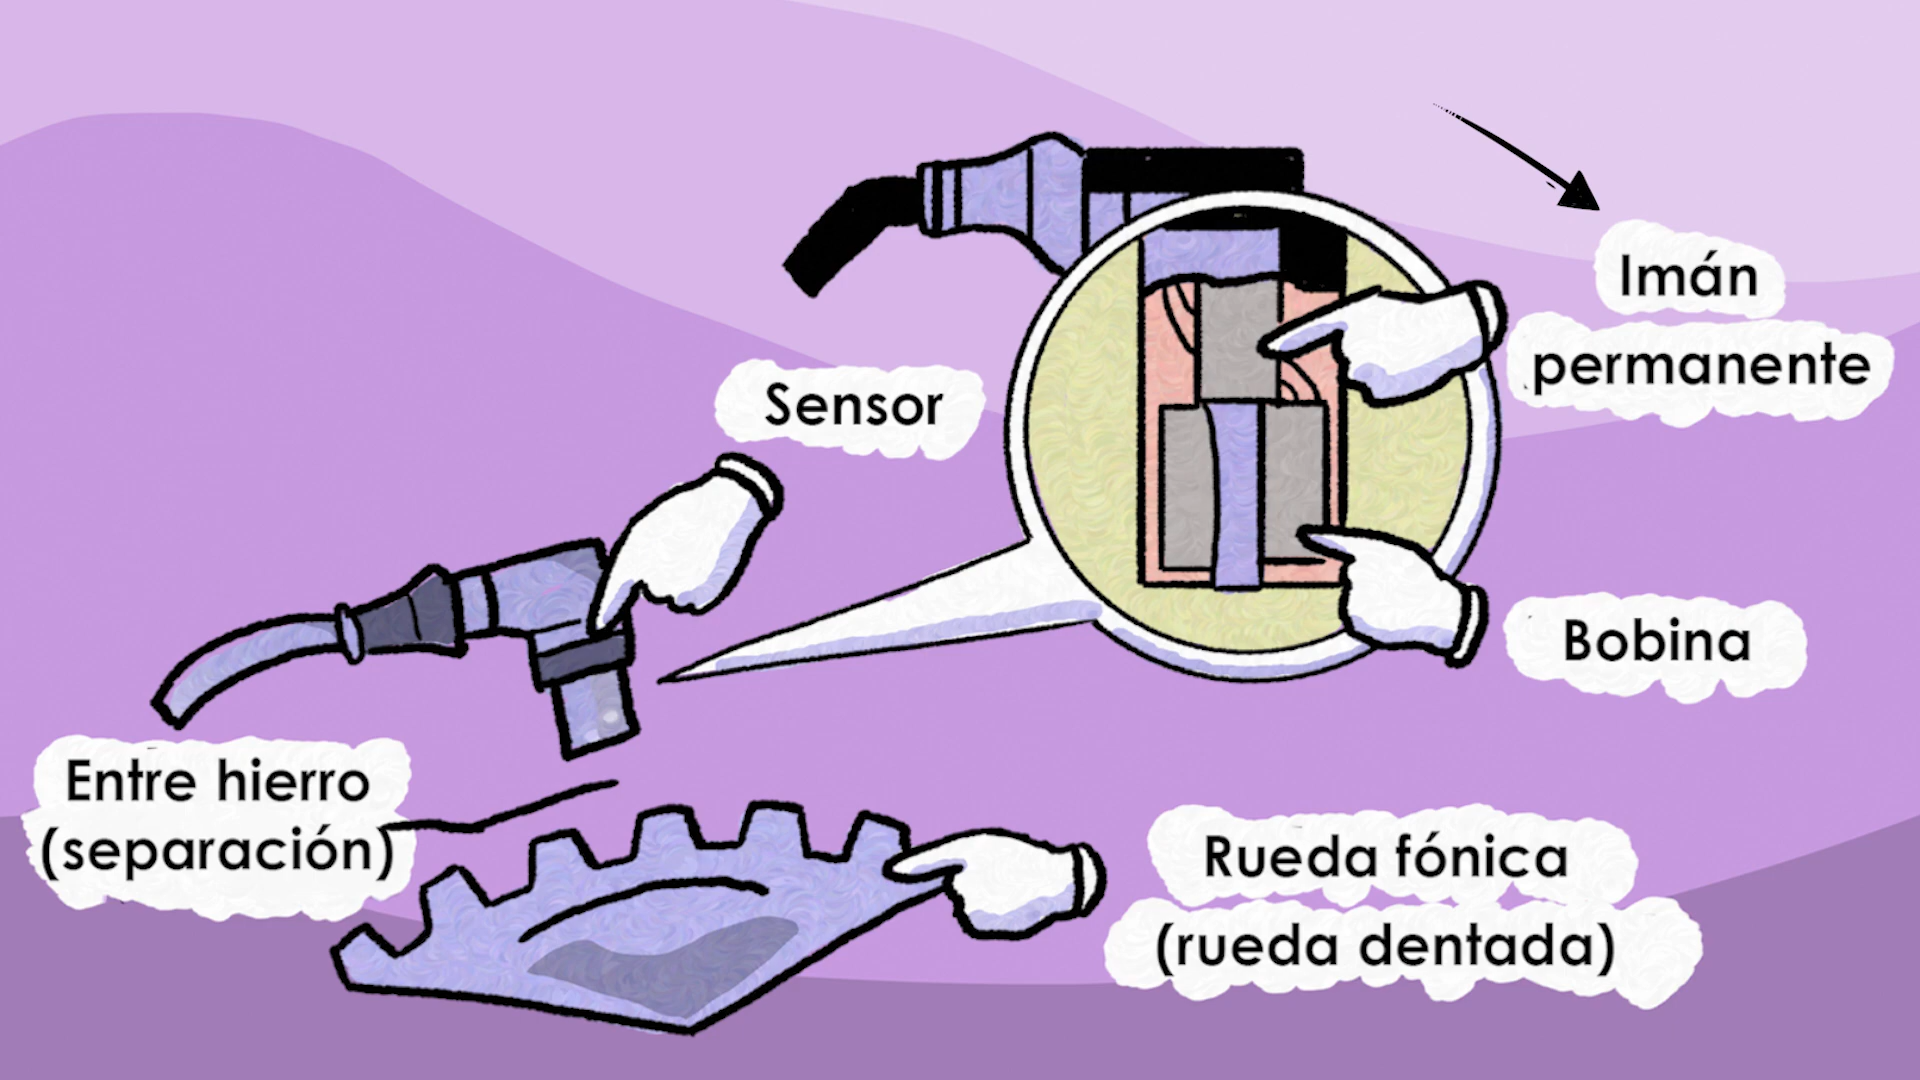 Imán
permanente
Sensor
Bobina
Entre hierro
(separación)
Rueda fónica
(rueda dentada)